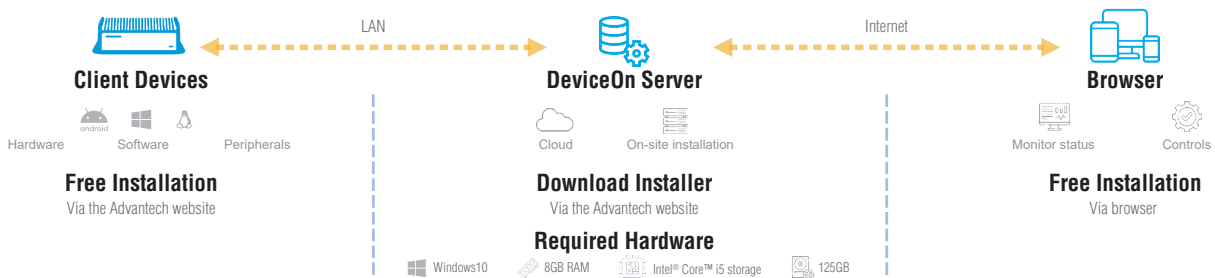 LAN
Internet
Client Devices
DeviceOn Server
Browser
android
Hardware
Software
Peripherals
Cloud
On-site installation
Monitor status
Controls
Free Installation
Via the Advantech website
Download Installer
Via the Advantech website
Free Installation
Via browser
Required Hardware
Windows10
8GB RAM
Intel® Core™ i5 storage
125GB